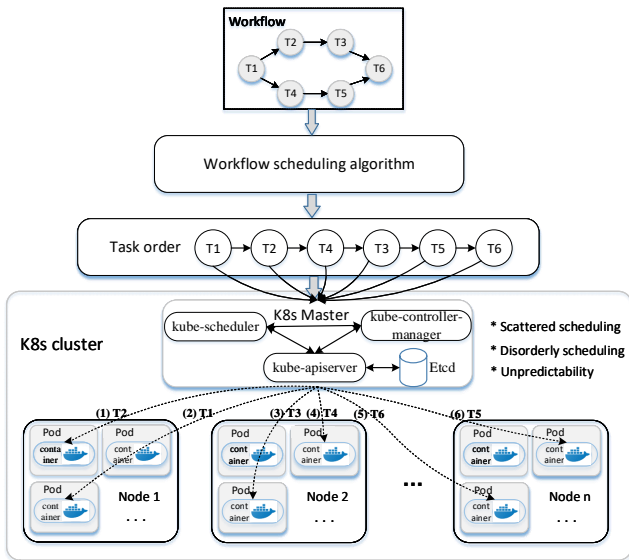 Workflow
T2 T3
T1 T6
T4 T5
Workflow scheduling algorithm
Task order T1 T2 T4 T3 T5 T6
K8s cluster
K8s Master
kube-scheduler
kube-controller-
manager
kube-apiserver
Etcd
* Scattered scheduling
* Disorderly scheduling
* Unpredictability
(1) T2 (2) T1 (3) T3 (4) T4 (5) T6 (6) T5
Pod
conta
iner
Pod
cont
ainer
Pod
cont
ainer
Node 1
...
Pod
cont
ainer
Pod
cont
ainer
Pod
cont
ainer
Node 2
...
...
Pod
cont
ainer
Pod
cont
ainer
Pod
cont
ainer
Node n
...